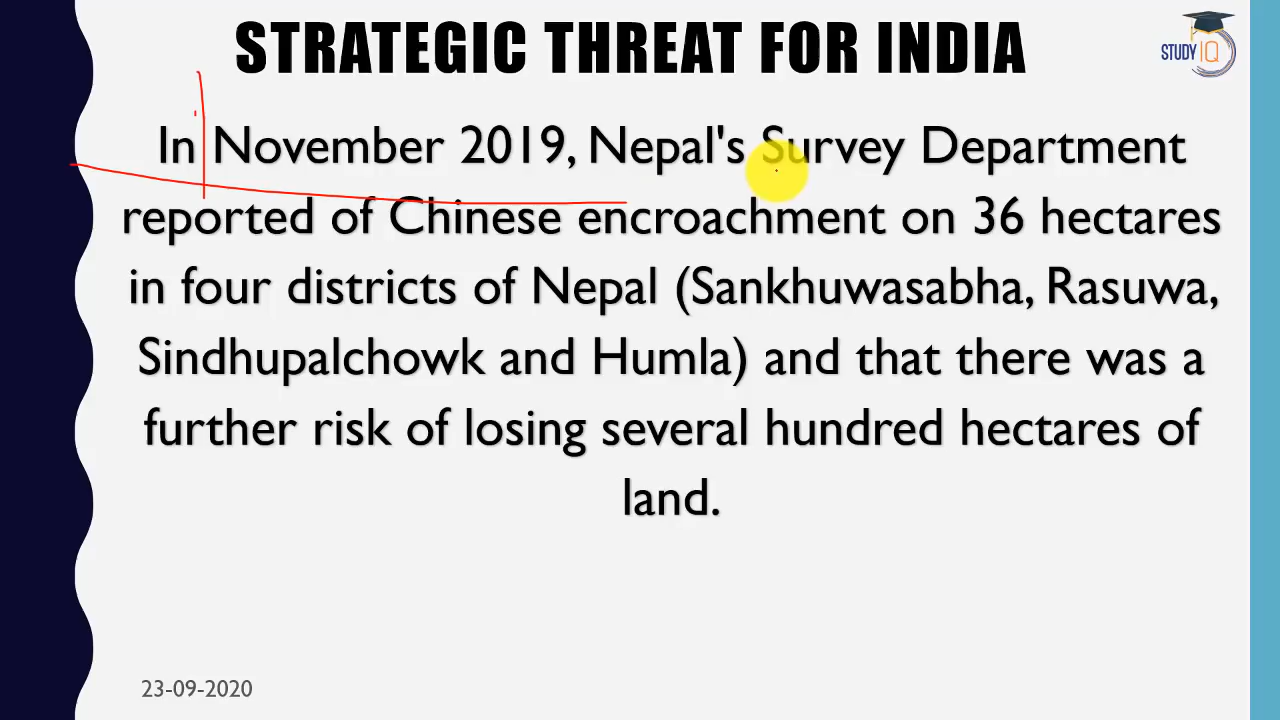 STRATEGIC THREAT FOR INDIA
STUDY IQ
In November 2019, Nepal's Survey Department
reported of Chinese encroachment on 36 hectares
in four districts of Nepal (Sankhuwasabha, Rasuwa,
Sindhupalchowk and Humla) and that there was a
further risk of losing several hundred hectares of
land.
23-09-2020